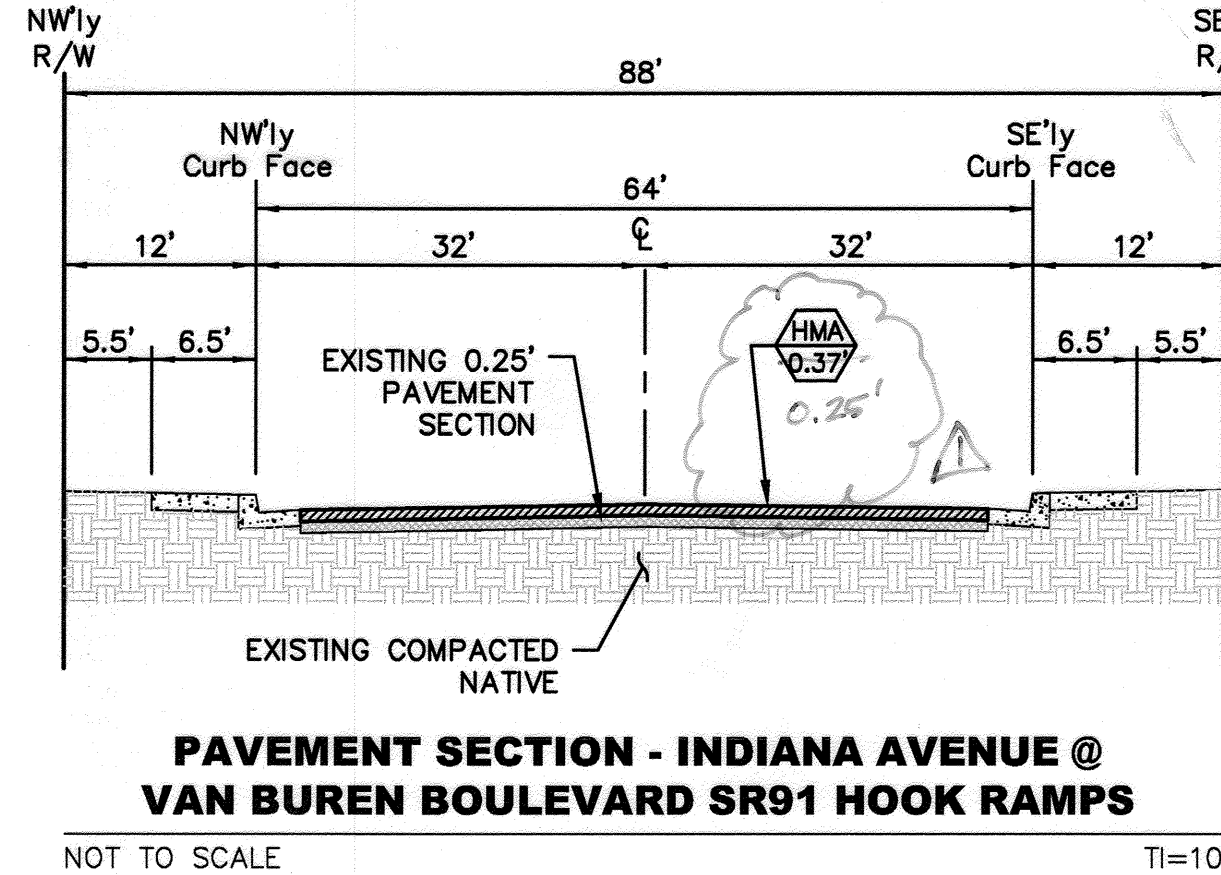 NW'ly
R/W
SE
R/
88'
NW'ly
Curb Face
SE'ly
Curb Face
64'
℄
12'
32'
32'
12'
5.5'
6.5'
6.5'
5.5'
HMA
0.37'
0.25'
1
EXISTING 0.25'
PAVEMENT
SECTION
EXISTING COMPACTED
NATIVE
PAVEMENT SECTION - INDIANA AVENUE @
VAN BUREN BOULEVARD SR91 HOOK RAMPS
NOT TO SCALE
TI=10